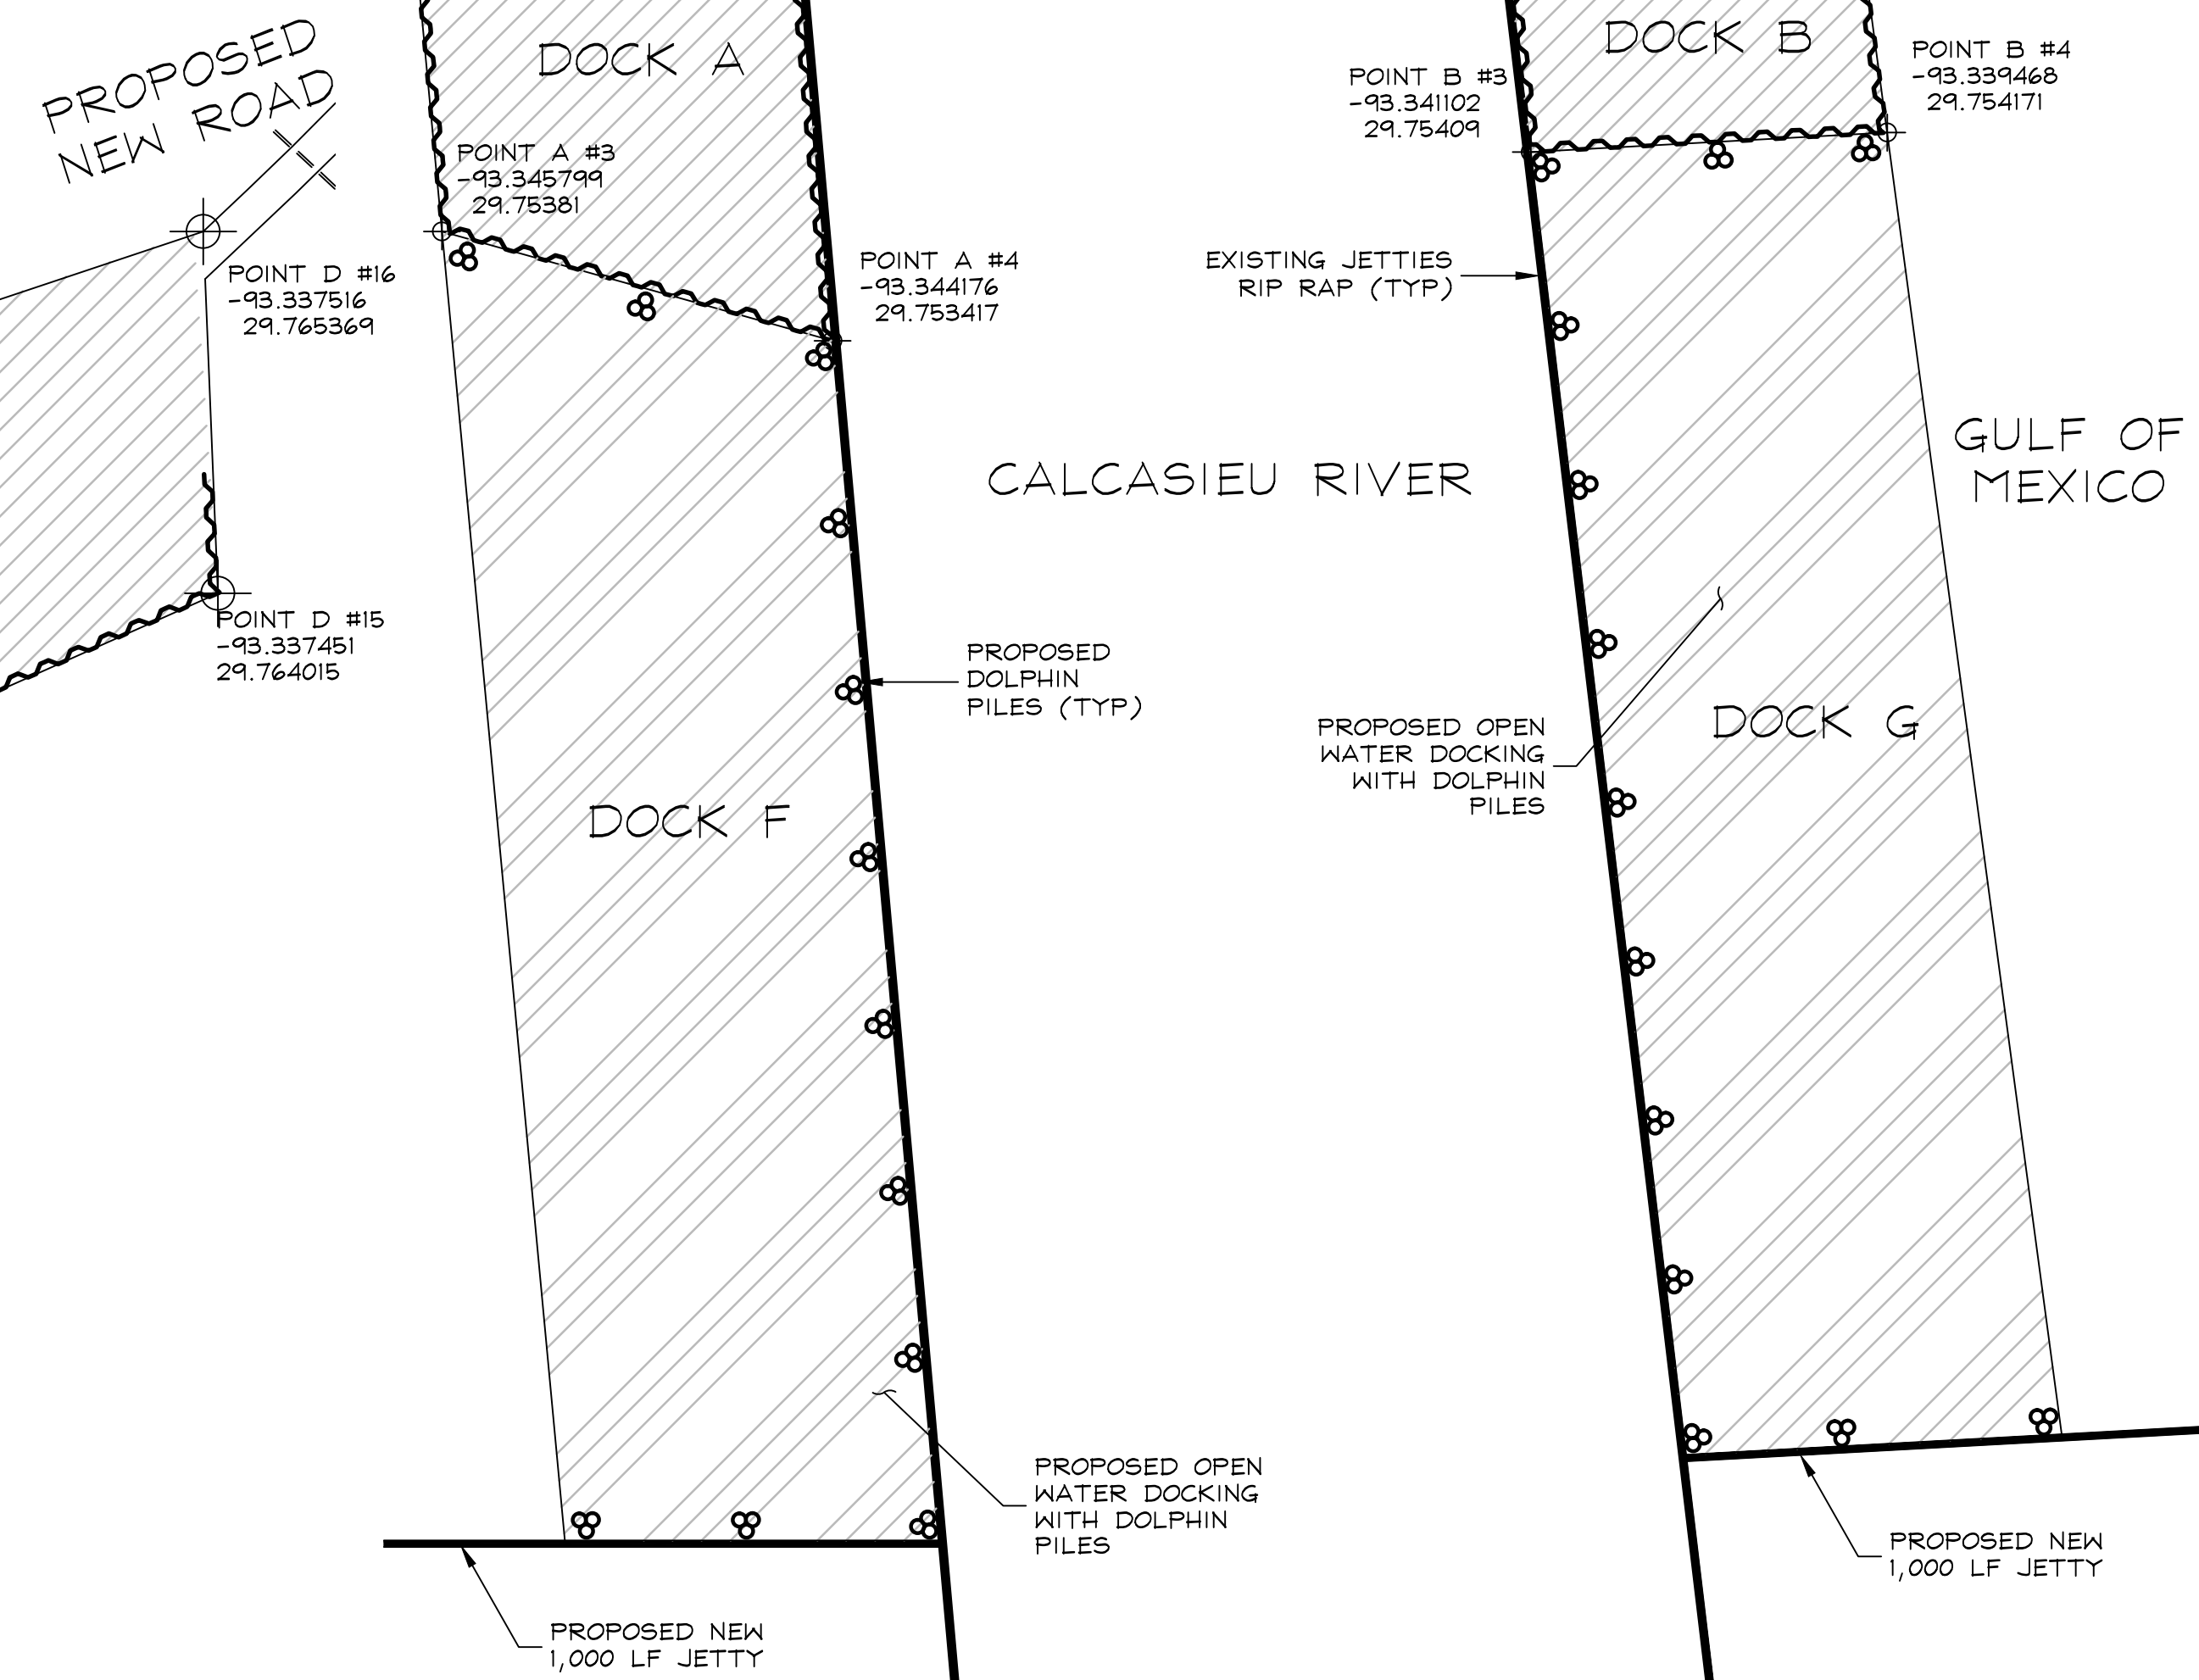 PROPOSED
NEW ROAD
DOCK A
DOCK B
POINT B #4
-93.339468
29.754171
POINT B #3
-93.341102
29.75409
POINT A #3
-93.345799
29.75381
POINT D #16
-93.337516
29.765369
POINT A #4
-93.344176
29.753417
EXISTING JETTIES
RIP RAP (TYP)
CALCASIEU RIVER
GULF OF
MEXICO
POINT D #15
-93.337451
29.764015
PROPOSED
DOLPHIN
PILES (TYP)
PROPOSED OPEN
WATER DOCKING
WITH DOLPHIN
PILES
DOCK G
DOCK F
PROPOSED OPEN
WATER DOCKING
WITH DOLPHIN
PILES
PROPOSED NEW
1,000 LF JETTY
PROPOSED NEW
1,000 LF JETTY